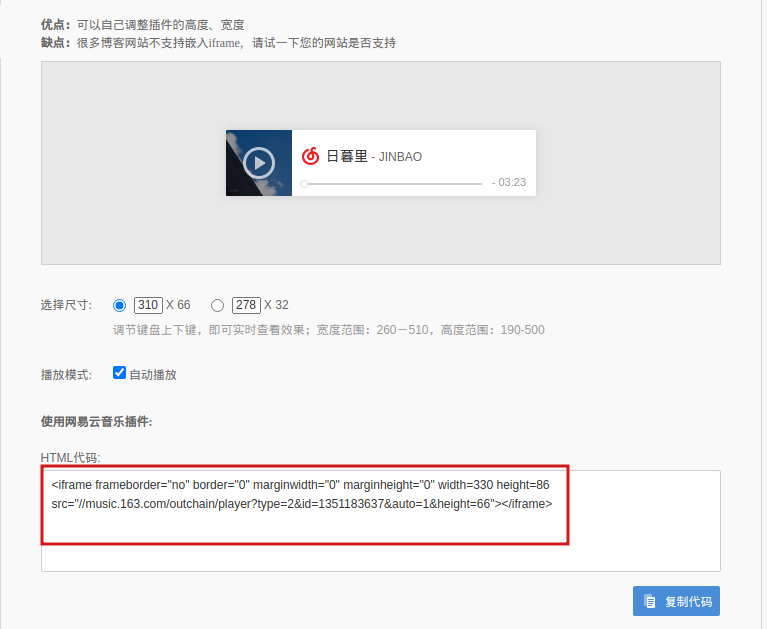 优点：可以自己调整插件的高度、宽度
缺点：很多博客网站不支持嵌入iframe，请试一下您的网站是否支持
日暮里 - JINBAO
- 03:23
选择尺寸: 310 X 66 278 X 32
调节键盘上下键，即可实时查看效果；宽度范围：260－510，高度范围：190-500
播放模式: 自动播放
使用网易云音乐插件:
HTML代码:
<iframe frameborder="no" border="0" marginwidth="0" marginheight="0" width=330 height=86
src="//music.163.com/outchain/player?type=2&id=1351183637&auto=1&height=66"></iframe>
复制代码